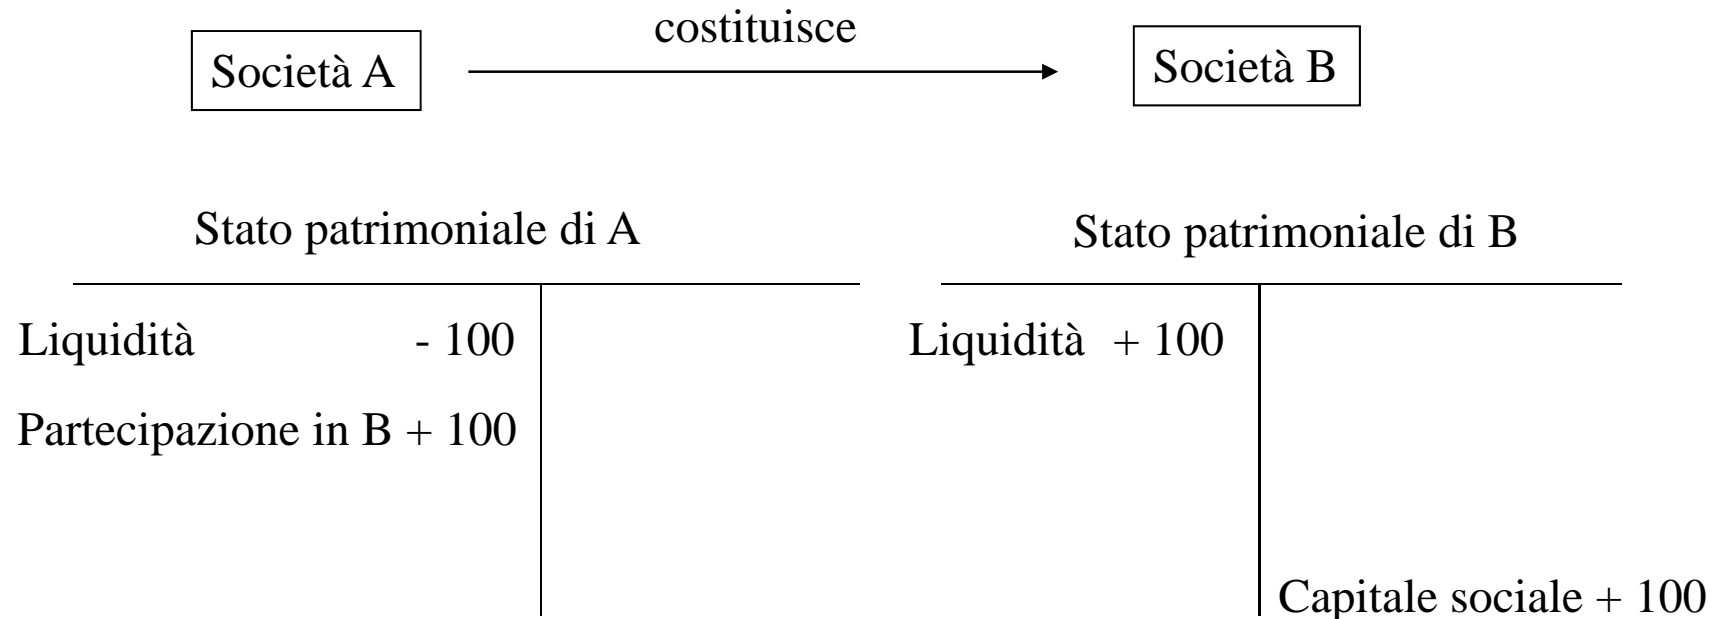 costituisce
Società A
Società B
Stato patrimoniale di A
Stato patrimoniale di B
Liquidità - 100
Partecipazione in B + 100
Liquidità + 100
Capitale sociale + 100